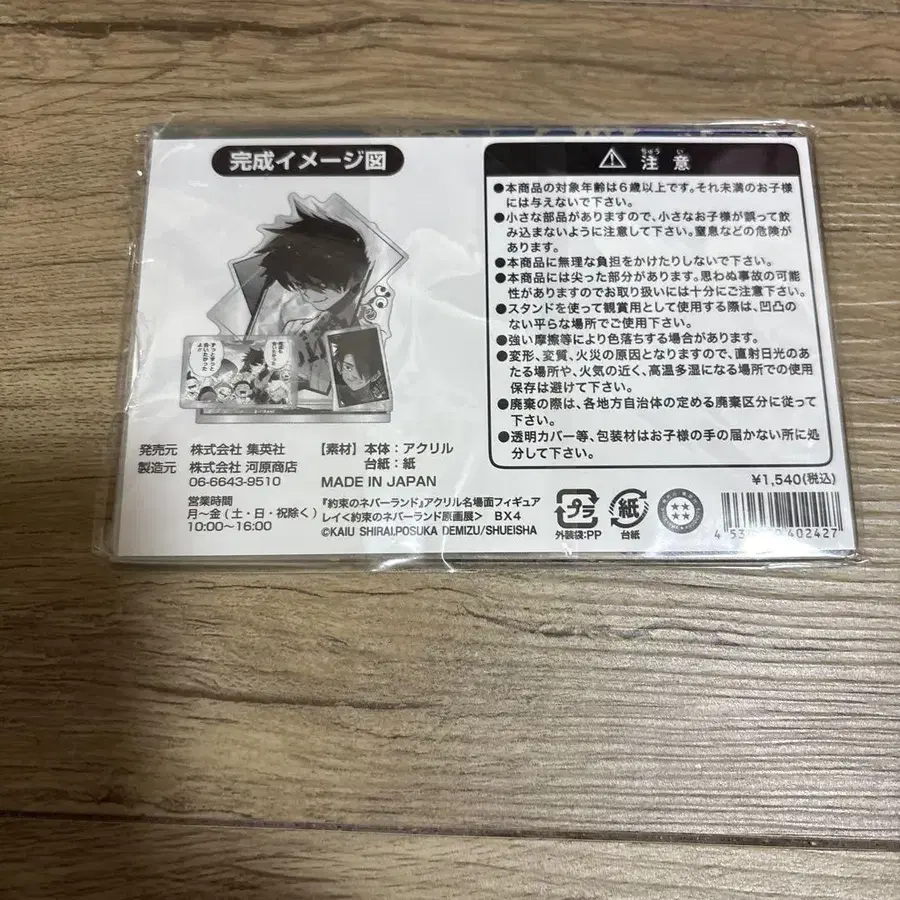 完成イメージ図
ずっとずっと
会いたかった
よ!!
発売元 株式会社 集英社
製造元 株式会社 河原商店
06-6643-9510
営業時間
月~金(土・日・祝除く)
10:00~16:00
【素材】本体:アクリル
台紙:紙
MADE IN JAPAN
『約束のネバーランド』アクリル名場面フィギュア
レイ<約束のネバーランド原画展> BX4
©KAIU SHIRAI,POSUKA DEMIZU/SHUEISHA
ちゅう い
注意
●本商品の対象年齢は6歳以上です。それ未満のお子様
には与えないで下さい。
●小さな部品がありますので、小さなお子様が誤って飲
み込まないように注意して下さい。窒息などの危険が
あります。
●本商品に無理な負担をかけたりしないで下さい。
●本商品には尖った部分があります。思わぬ事故の可能
性がありますのでお取り扱いには十分にご注意下さい。
●スタンドを使って観賞用として使用する際は、凹凸の
ない平らな場所でご使用下さい。
●強い摩擦等により色落ちする場合があります。
●変形、変質、火災の原因となりますので、直射日光のあ
たる場所や、火気の近く、高温多湿になる場所での使用
保存は避けて下さい。
●廃棄の際は、各地方自治体の定める廃棄区分に従って
下さい。
●透明カバー等、包装材はお子様の手の届かない所に処
分して下さい。
¥1,540(税込)
プラ
外装袋:PP
紙
台紙
402427